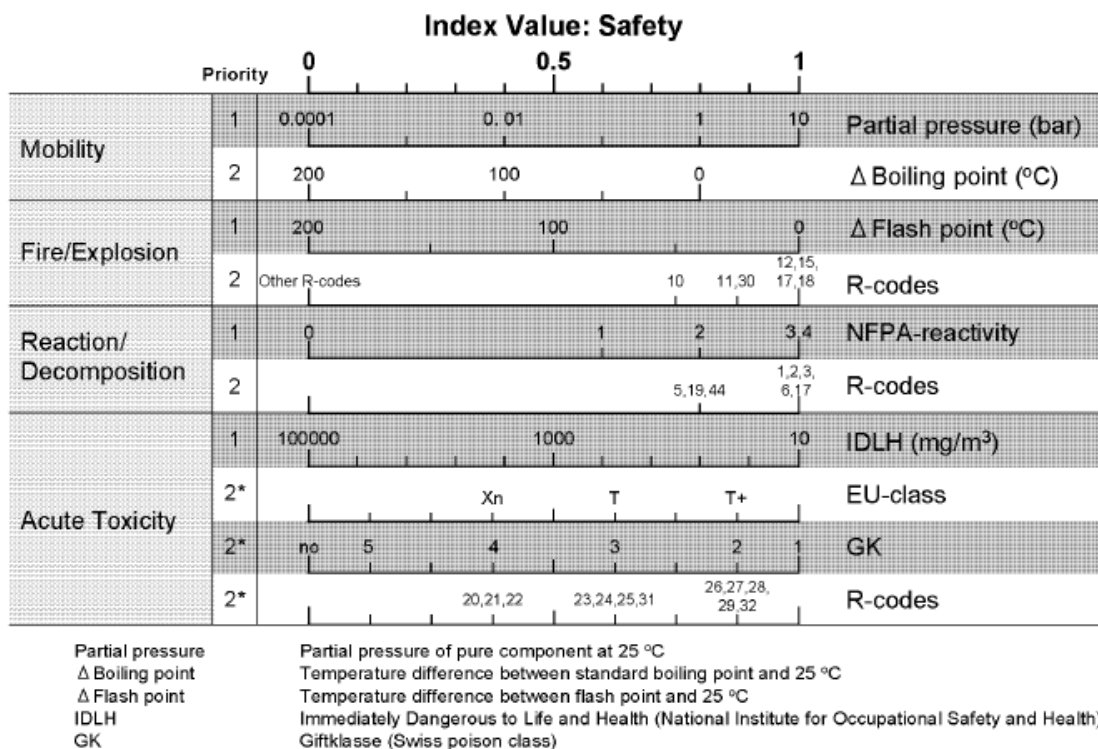 Index Value: Safety
Priority 0 0.5 1
Mobility
1 0.0001 0. 01 1 10 Partial pressure (bar)
2 200 100 0 Δ Boiling point (ºC)
Fire/Explosion
1 200 100 0 Δ Flash point (ºC)
2 Other R-codes 10 11,30 12,15, 17,18 R-codes
Reaction/
Decomposition
1 0 1 2 3,4 NFPA-reactivity
2 5,19,44 1,2,3, 6,17 R-codes
Acute Toxicity
1 100000 1000 10 IDLH (mg/m³)
2* Xn T T+ EU-class
2* no 5 4 3 2 1 GK
2* 20,21,22 23,24,25,31 26,27,28, 29,32 R-codes
Partial pressure Partial pressure of pure component at 25 ºC
Δ Boiling point Temperature difference between standard boiling point and 25 ºC
Δ Flash point Temperature difference between flash point and 25 ºC
IDLH Immediately Dangerous to Life and Health (National Institute for Occupational Safety and Health)
GK Giftklasse (Swiss poison class)